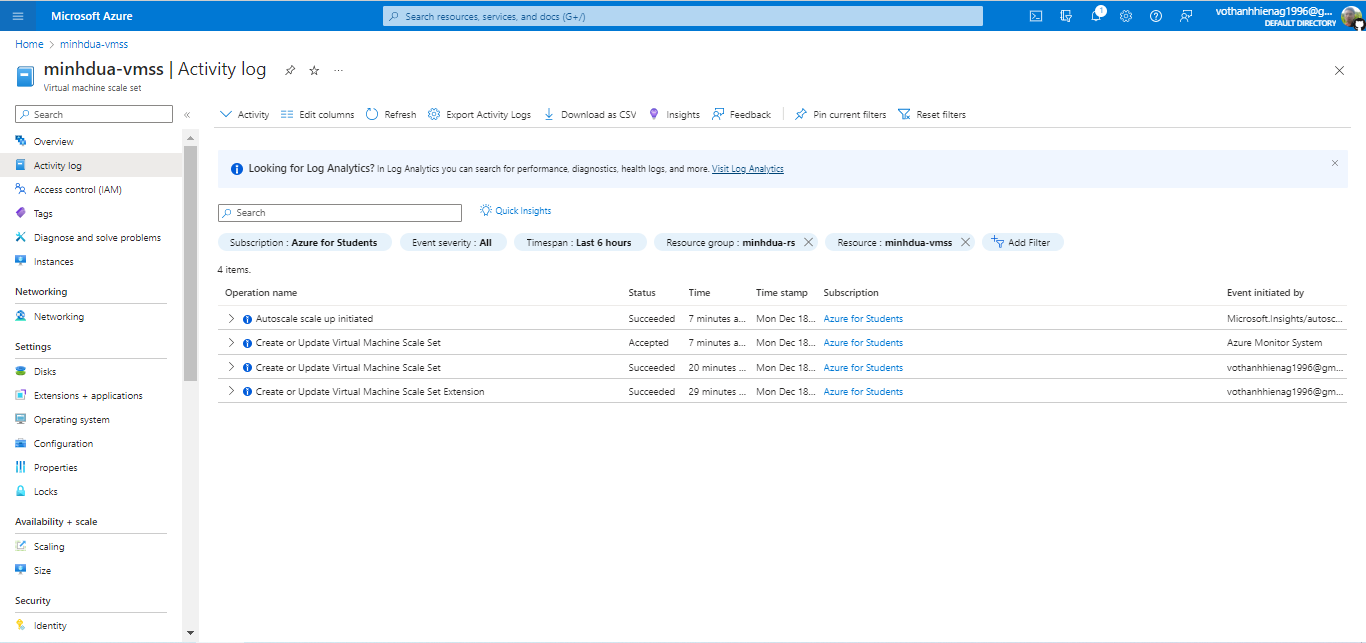 Microsoft Azure
Search resources, services, and docs (G+/)
1
vothanhhienag1996@g...
DEFAULT DIRECTORY
Home > minhdua-vmss
minhdua-vmss | Activity log ...
Virtual machine scale set
Search «
Activity Edit columns Refresh Export Activity Logs Download as CSV Insights Feedback Pin current filters Reset filters
Overview
Activity log
Access control (IAM)
Tags
Diagnose and solve problems
Instances
Networking
Networking
Settings
Disks
Extensions + applications
Operating system
Configuration
Properties
Locks
Availability + scale
Scaling
Size
Security
Identity
Looking for Log Analytics? In Log Analytics you can search for performance, diagnostics, health logs, and more. Visit Log Analytics
Search Quick Insights
Subscription : Azure for Students Event severity : All Timespan : Last 6 hours Resource group : minhdua-rs Resource : minhdua-vmss Add Filter
4 items.
Operation name Status Time Time stamp Subscription Event initiated by
Autoscale scale up initiated Succeeded 7 minutes a... Mon Dec 18... Azure for Students Microsoft.Insights/autosc...
Create or Update Virtual Machine Scale Set Accepted 7 minutes a... Mon Dec 18... Azure for Students Azure Monitor System
Create or Update Virtual Machine Scale Set Succeeded 20 minutes ... Mon Dec 18... Azure for Students vothanhhienag1996@gm...
Create or Update Virtual Machine Scale Set Extension Succeeded 29 minutes ... Mon Dec 18... Azure for Students vothanhhienag1996@gm...